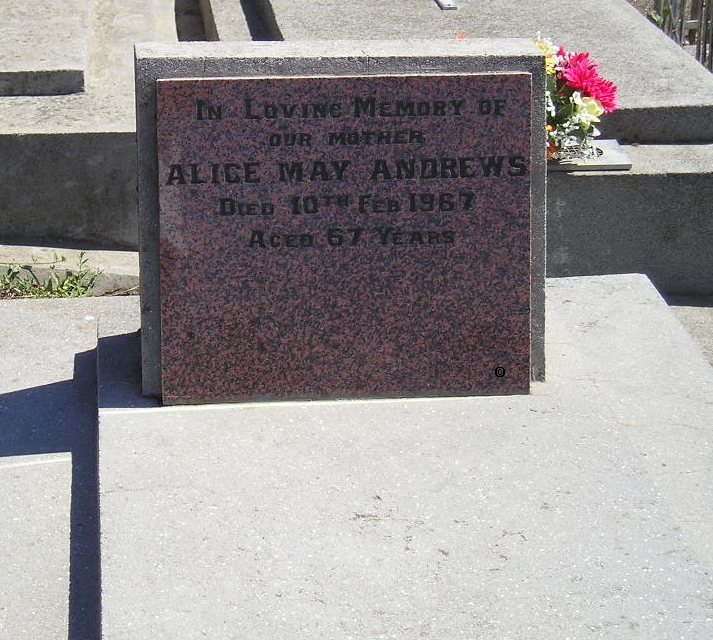 In Loving Memory of
our mother
ALICE MAY ANDREWS
Died 10TH Feb 1967
Aged 67 Years